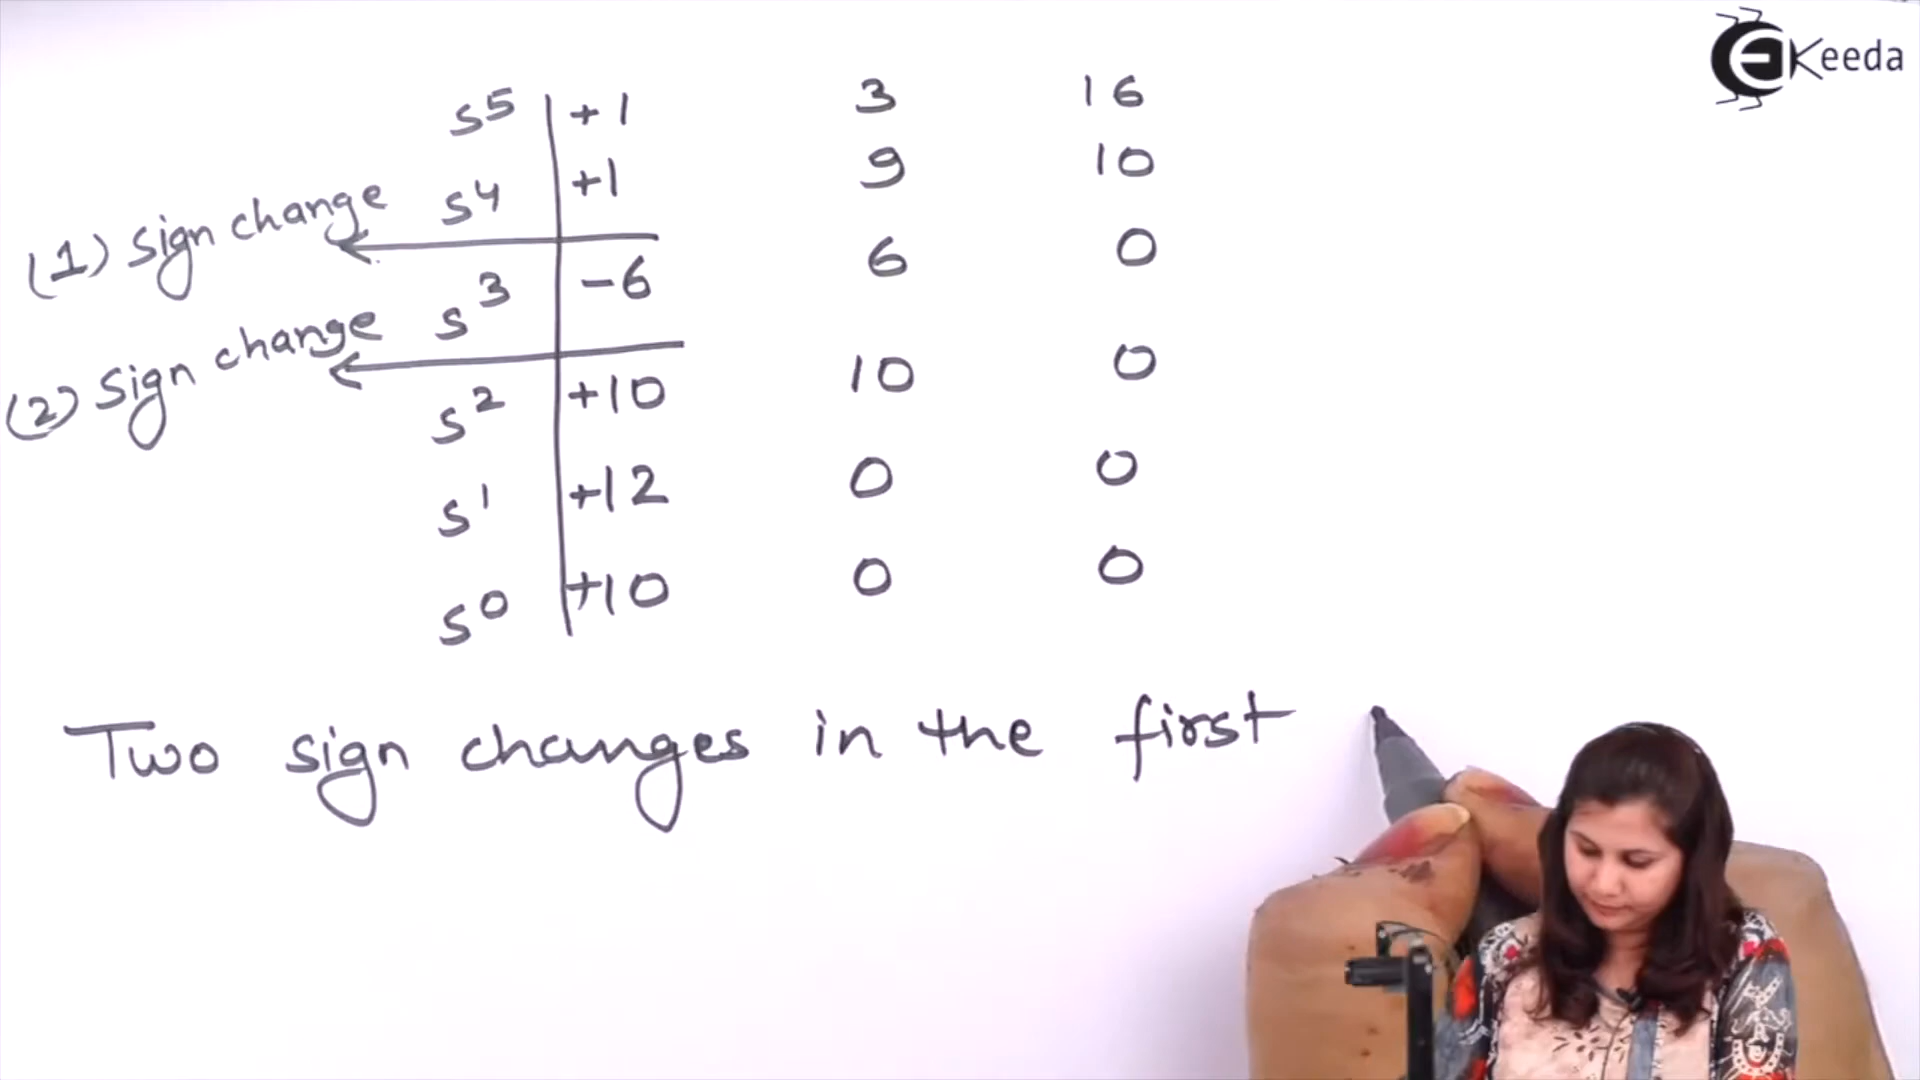 EKeeda
s5 +1 3 16
s4 +1 9 10
(1) Sign change
s3 -6 6 0
(2) Sign change
s2 +10 10 0
s1 +12 0 0
s0 +10 0 0
Two sign changes in the first